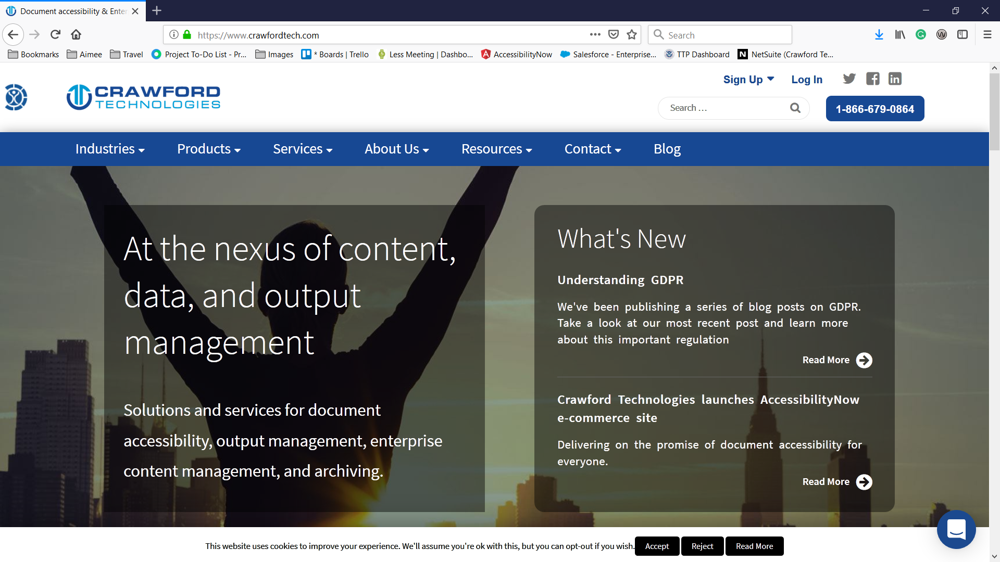 Document accessibility & Enter
https://www.crawfordtech.com
Search
Bookmarks
Aimee
Travel
Project To-Do List - Pr...
Images
* Boards | Trello
Less Meeting | Dashbo...
AccessibilityNow
Salesforce - Enterprise...
TTP Dashboard
NetSuite (Crawford Te...
Sign Up
Log In
CRAWFORD
TECHNOLOGIES
Search ...
1-866-679-0864
Industries
Products
Services
About Us
Resources
Contact
Blog
At the nexus of content,
data, and output
management
Solutions and services for document
accessibility, output management, enterprise
content management, and archiving.
What's New
Understanding GDPR
We've been publishing a series of blog posts on GDPR.
Take a look at our most recent post and learn more
about this important regulation
Read More
Crawford Technologies launches AccessibilityNow
e-commerce site
Delivering on the promise of document accessibility for
everyone.
Read More
This website uses cookies to improve your experience. We'll assume you're ok with this, but you can opt-out if you wish.
Accept
Reject
Read More